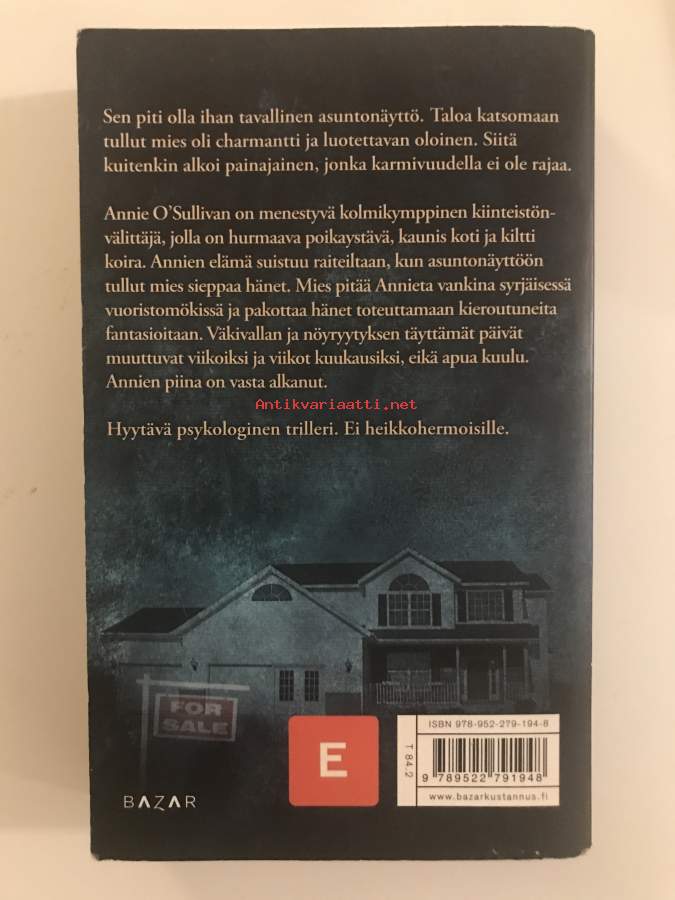 Sen piti olla ihan tavallinen asuntonäyttö. Taloa katsomaan
tullut mies oli charmantti ja luotettavan oloinen. Siitä
kuitenkin alkoi painajainen, jonka karmivuudella ei ole rajaa.
Annie O’Sullivan on menestyvä kolmikymppinen kiinteistön-
välittäjä, jolla on hurmaava poikaystävä, kaunis koti ja kiltti
koira. Annien elämä suistuu raiteiltaan, kun asuntonäyttöön
tullut mies sieppaa hänet. Mies pitää Annieta vankina syrjäisessä
vuoristomökissä ja pakottaa hänet toteuttamaan kieroutuneita
fantasioitaan. Väkivallan ja nöyryytyksen täyttämät päivät
muuttuvat viikoiksi ja viikot kuukausiksi, eikä apua kuulu.
Annien piina on vasta alkanut.
Antikvariaatti.net
Hyytävä psykologinen trilleri. Ei heikkohermoisille.
FOR
SALE
BAZAR
E
T 84.2
ISBN 978-952-279-194-8
9 789522 791948
www.bazarkustannus.fi